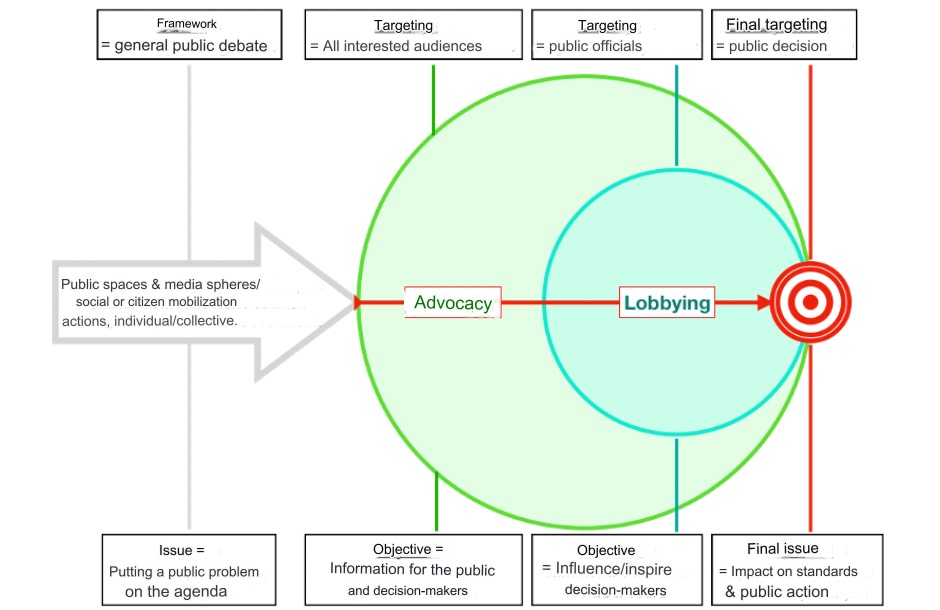 Framework
= general public debate
Targeting
= All interested audiences
Targeting
= public officials
Final targeting
= public decision
Public spaces & media spheres/
social or citizen mobilization
actions, individual/collective.
Advocacy
Lobbying
Issue =
Putting a public problem
on the agenda
Objective =
Information for the public
and decision-makers
Objective
= Influence/inspire
decision-makers
Final issue
= Impact on standards
& public action